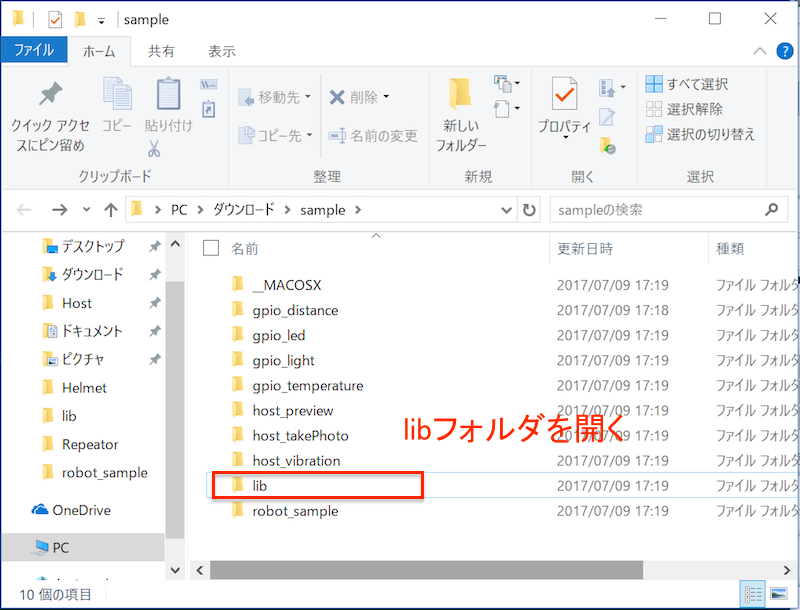 sample
ファイル ホーム 共有 表示
クイック アクセスにピン留め
コピー
貼り付け
移動先
コピー先
削除
名前の変更
新しい
フォルダー
プロパティ
すべて選択
選択解除
選択の切り替え
クリップボード 整理 新規 開く 選択
PC ダウンロード sample
sampleの検索
デスクトップ
ダウンロード
Host
ドキュメント
ピクチャ
Helmet
lib
Repeator
robot_sample
OneDrive
PC
名前 更新日時 種類
__MACOSX 2017/07/09 17:19 ファイル フォルダ
gpio_distance 2017/07/09 17:18 ファイル フォルダ
gpio_led 2017/07/09 17:19 ファイル フォルダ
gpio_light 2017/07/09 17:19 ファイル フォルダ
gpio_temperature 2017/07/09 17:19 ファイル フォルダ
host_preview 2017/07/09 17:19 ファイル フォルダ
libフォルダを開く
host_takePhoto 2017/07/09 17:19 ファイル フォルダ
host_vibration 2017/07/09 17:19 ファイル フォルダ
lib 2017/07/09 17:19 ファイル フォルダ
robot_sample 2017/07/09 17:19 ファイル フォルダ
10 個の項目